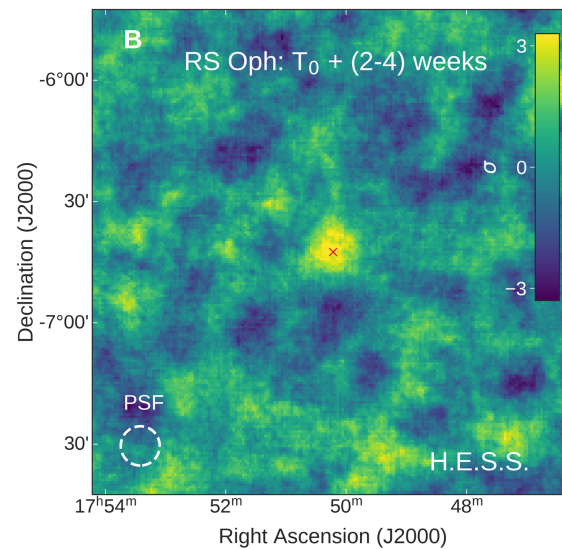 B
RS Oph: T₀ + (2-4) weeks
3
0
−3
σ
-6°00'
30'
-7°00'
30'
Declination (J2000)
PSF
H.E.S.S.
17ʰ54ᵐ
52ᵐ
50ᵐ
48ᵐ
Right Ascension (J2000)